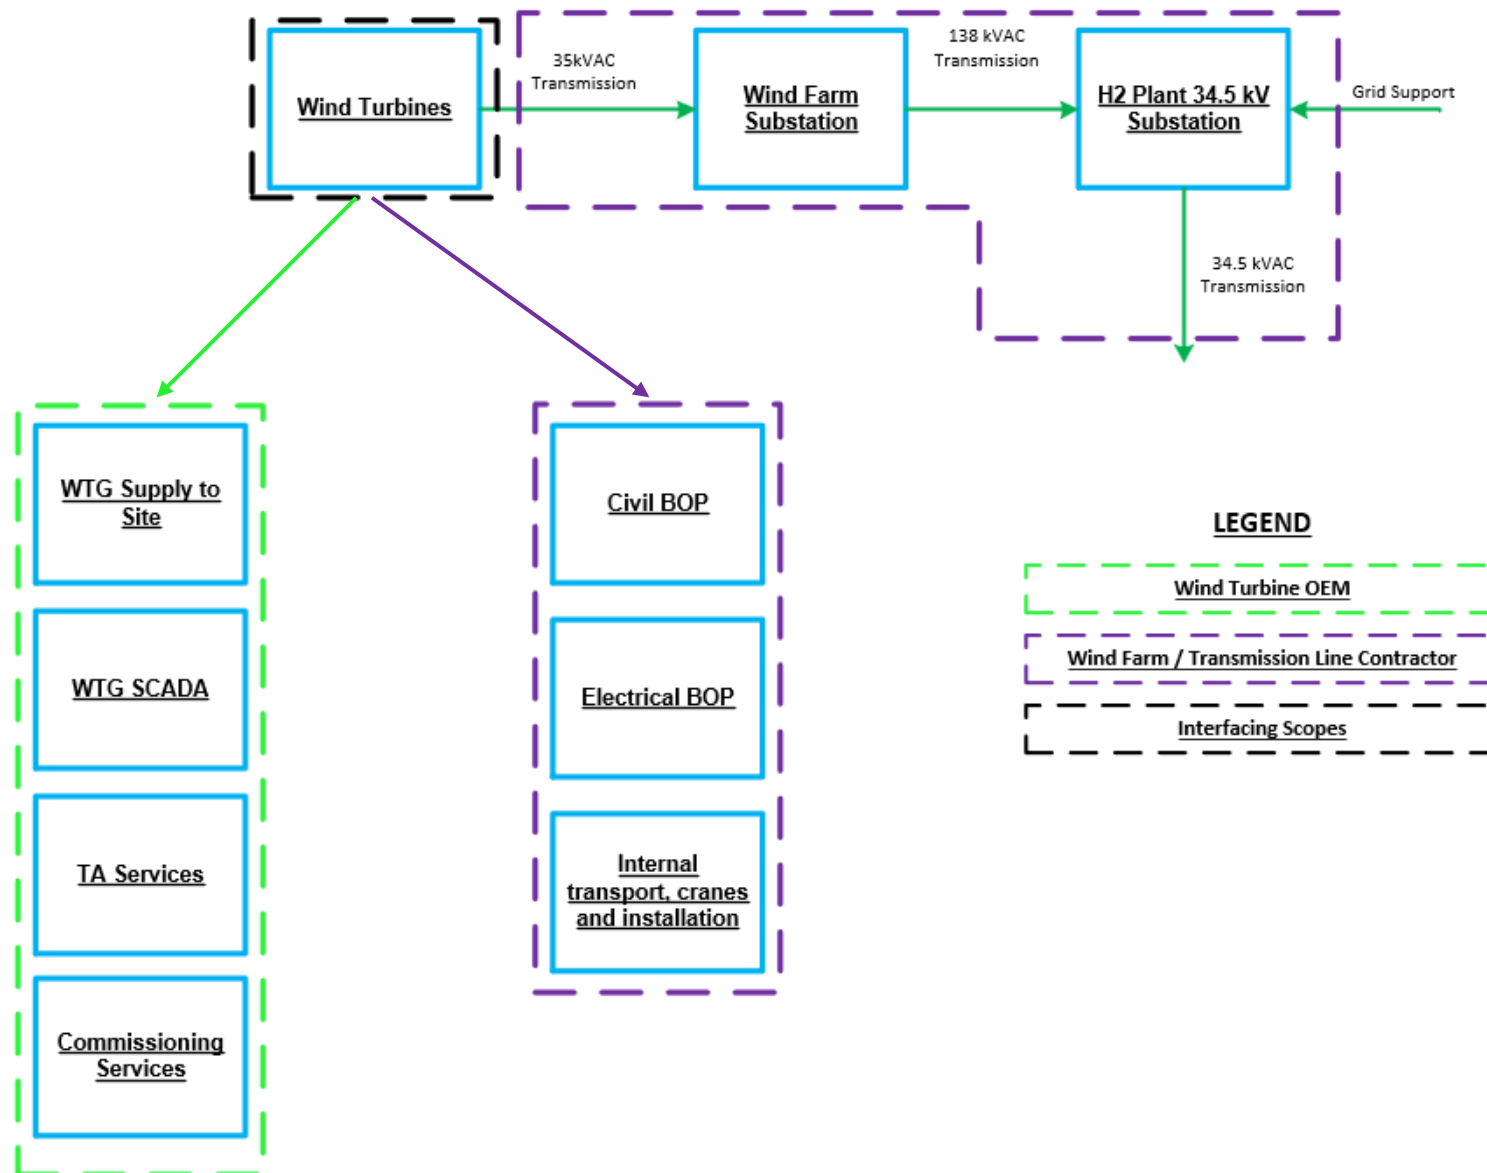 Wind Turbines
35kVAC
Transmission
Wind Farm
Substation
138 kVAC
Transmission
H2 Plant 34.5 kV
Substation
Grid Support
34.5 kVAC
Transmission
WTG Supply to
Site
WTG SCADA
TA Services
Commissioning
Services
Civil BOP
Electrical BOP
Internal
transport, cranes
and installation
LEGEND
Wind Turbine OEM
Wind Farm / Transmission Line Contractor
Interfacing Scopes